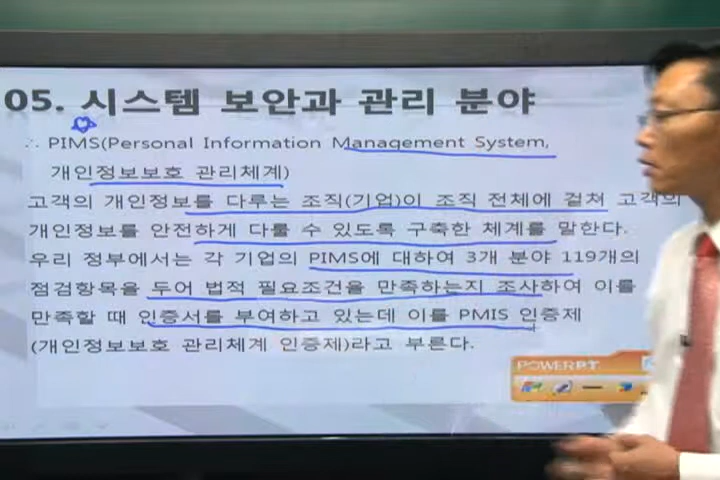 05. 시스템 보안과 관리 분야
∴ PIMS(Personal Information Management System,
개인정보보호 관리체계)
고객의 개인정보를 다루는 조직(기업)이 조직 전체에 걸쳐 고객의
개인정보를 안전하게 다룰 수 있도록 구축한 체계를 말한다.
우리 정부에서는 각 기업의 PIMS에 대하여 3개 분야 119개의
점검항목을 두어 법적 필요조건을 만족하는지 조사하여 이를
만족할 때 인증서를 부여하고 있는데 이를 PMIS 인증제
(개인정보보호 관리체계 인증제)라고 부른다.
POWERPT